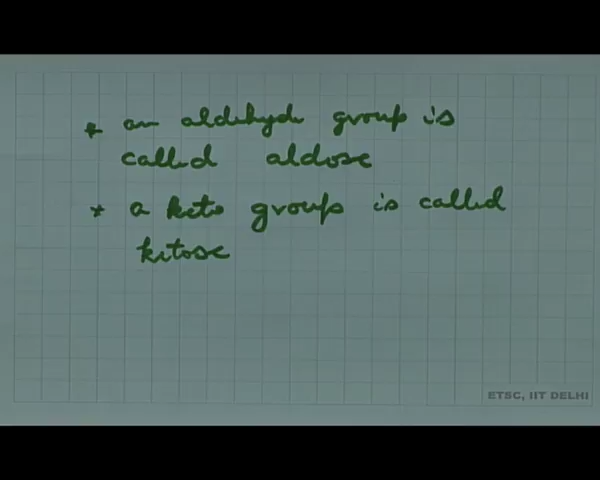 * an aldehyde group is
called aldose
* a keto group is called
ketose
ETSC, IIT DELHI